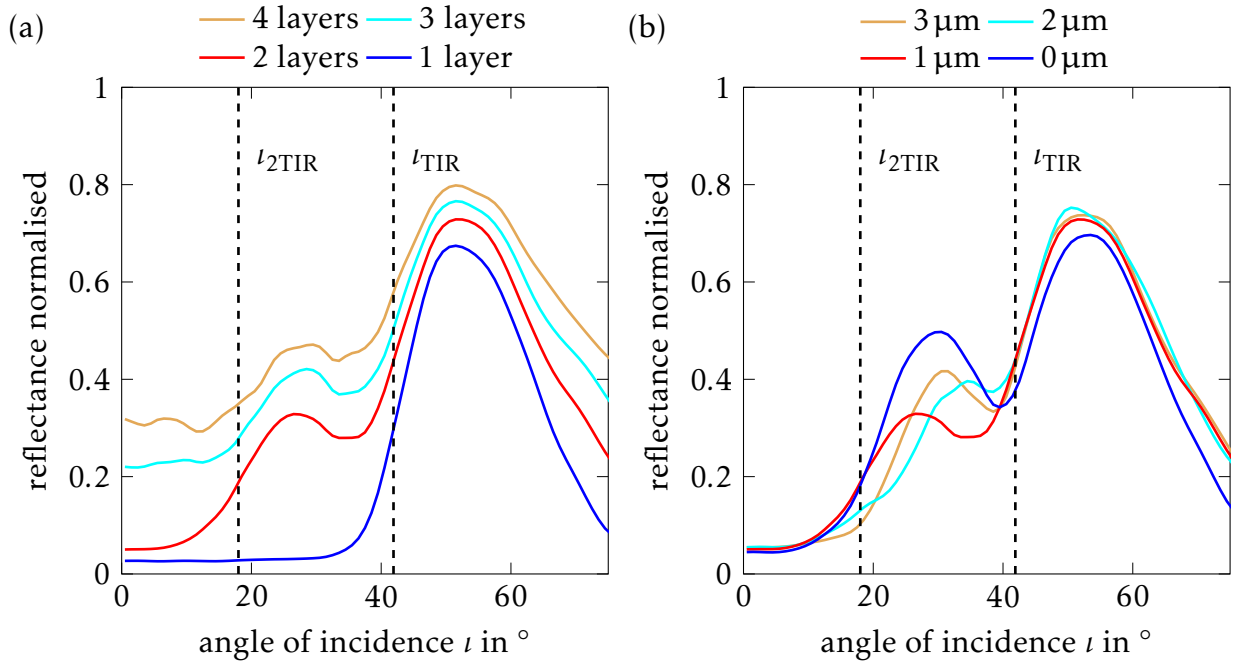 (a)
4 layers 3 layers
2 layers 1 layer
1
0.8
0.6
0.4
0.2
0
0 20 40 60
ι2TIR ιTIR
reflectance normalised
angle of incidence ι in °
(b)
3 µm 2 µm
1 µm 0 µm
1
0.8
0.6
0.4
0.2
0
0 20 40 60
ι2TIR ιTIR
reflectance normalised
angle of incidence ι in °